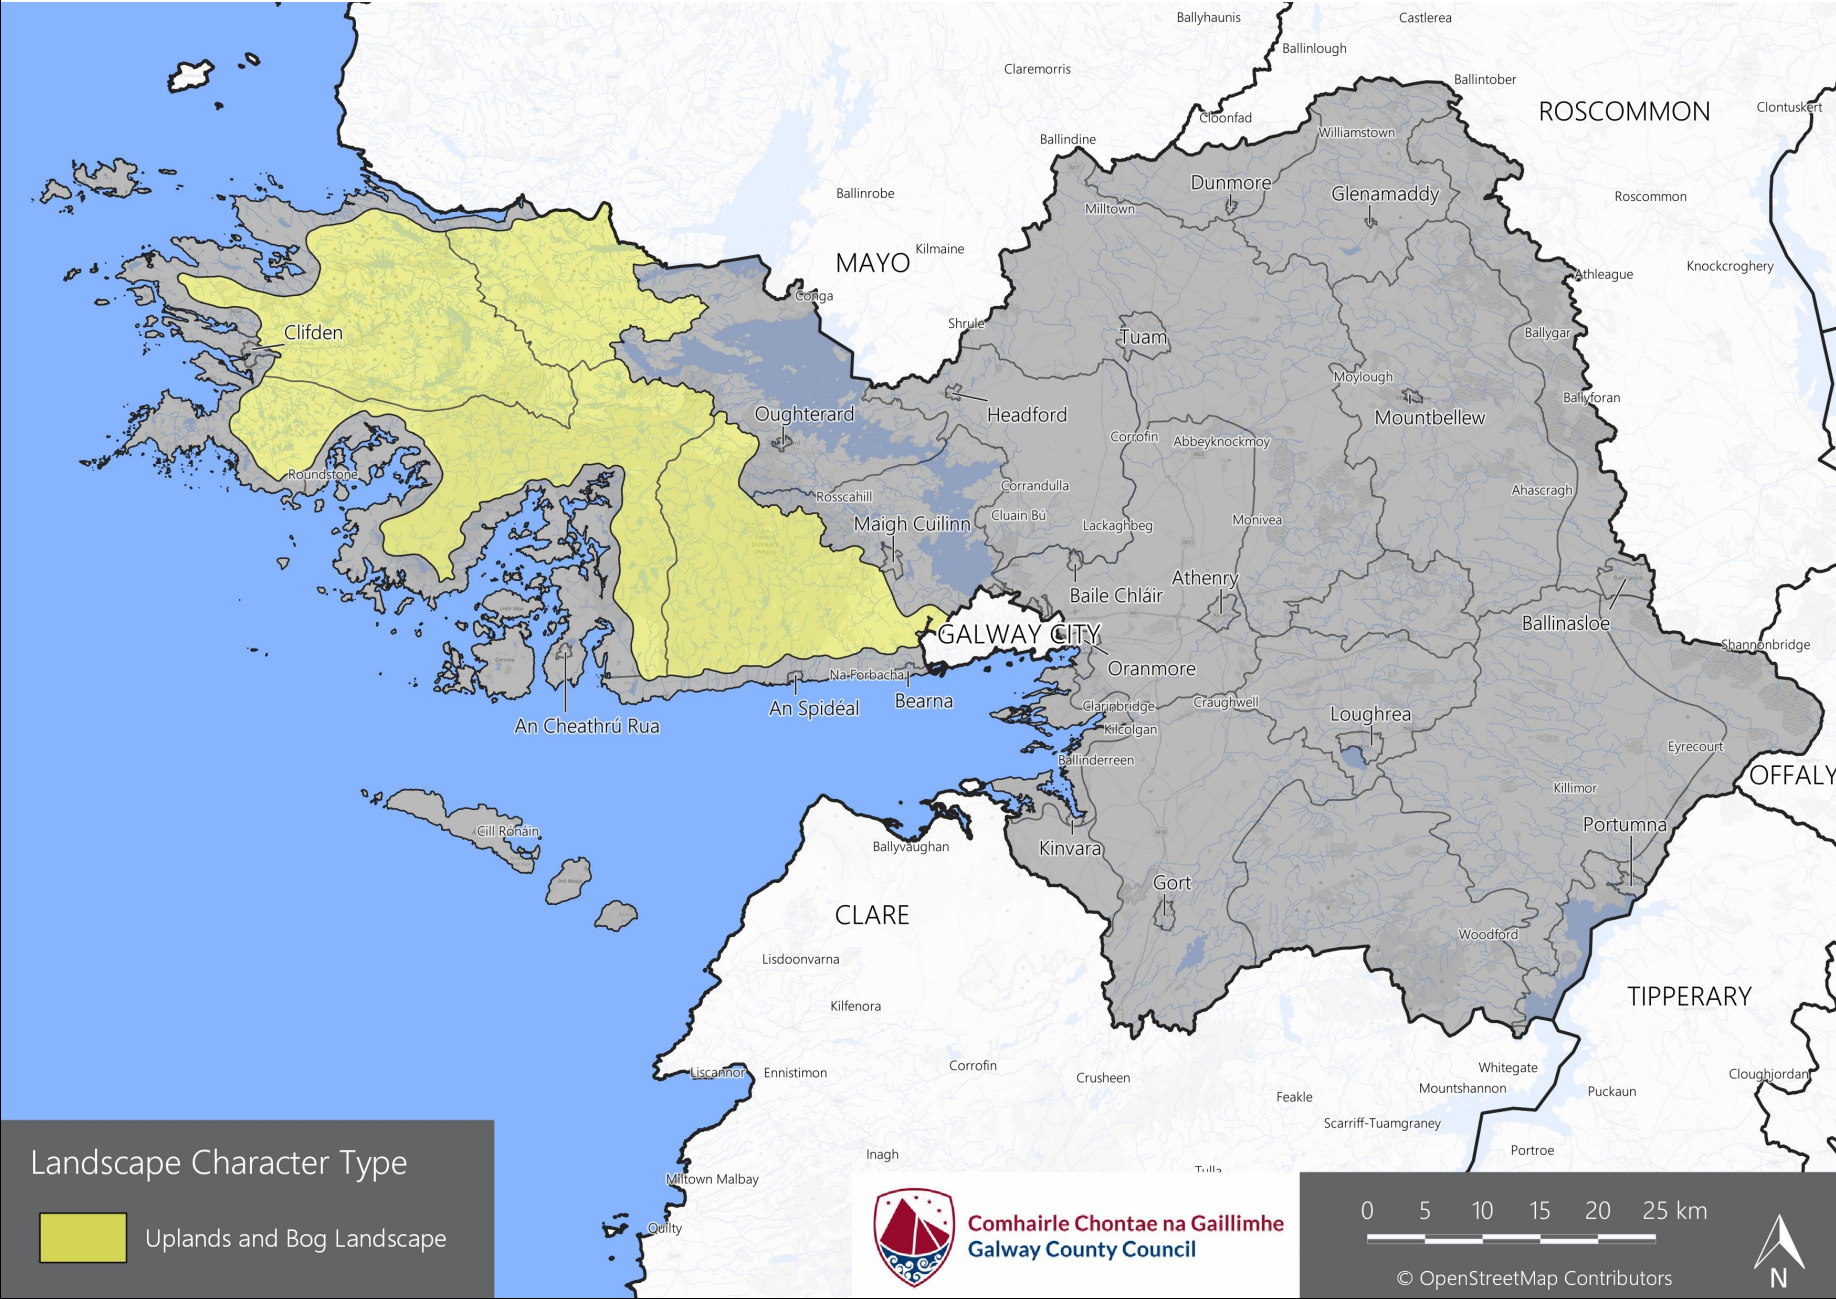 Ballyhaunis
Castlerea
Ballinlough
Claremorris
Ballintober
ROSCOMMON
Clontuskert
Cloonfad
Williamstown
Ballindine
Dunmore
Glenamaddy
Ballinrobe
Roscommon
Milltown
Kilmaine
MAYO
Knockcroghery
Athleague
Conga
Shrule
Clifden
Tuam
Ballygar
Moylough
Ballyforan
Oughterard
Headford
Mountbellew
Corrofin
Abbeyknockmoy
Roundstone
Corrandulla
Ahascragh
Rosscahill
Cluain Bú
Maigh Cuilinn
Lackaghbeg
Monivea
Athenry
Baile Chláir
Ballinasloe
GALWAY CITY
Shannonbridge
Oranmore
Na Forbacha
Bearna
An Spidéal
Clarinbridge
Craughwell
Loughrea
An Cheathrú Rua
Kilcolgan
Eyrecourt
Ballinderreen
OFFALY
Killimor
Portumna
Cill Rónáin
Ballyvaughan
Kinvara
Gort
CLARE
Woodford
Lisdoonvarna
TIPPERARY
Kilfenora
Liscannor
Ennistimon
Corrofin
Crusheen
Whitegate
Cloughjordan
Mountshannon
Puckaun
Feakle
Scarriff-Tuamgraney
Inagh
Portroe
Tulla
Miltown Malbay
Quilty
Landscape Character Type
Uplands and Bog Landscape
Comhairle Chontae na Gaillimhe
Galway County Council
0 5 10 15 20 25 km
© OpenStreetMap Contributors
N